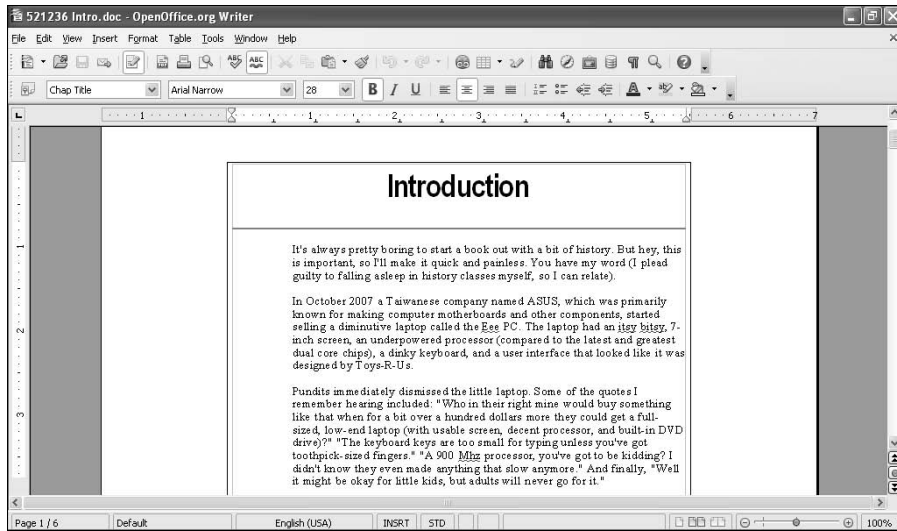 521236 Intro.doc - OpenOffice.org Writer
File Edit View Insert Format Table Tools Window Help
Chap Title Arial Narrow 28 B I U
1 1 2 3 4 5 6 7
Introduction
It's always pretty boring to start a book out with a bit of history. But hey, this
is important, so I'll make it quick and painless. You have my word (I plead
guilty to falling asleep in history classes myself, so I can relate).
In October 2007 a Taiwanese company named ASUS, which was primarily
known for making computer motherboards and other components, started
selling a diminutive laptop called the Eee PC. The laptop had an itsy bitsy, 7-
inch screen, an underpowered processor (compared to the latest and greatest
dual core chips), a dinky keyboard, and a user interface that looked like it was
designed by Toys-R-Us.
Pundits immediately dismissed the little laptop. Some of the quotes I
remember hearing included: "Who in their right mine would buy something
like that when for a bit over a hundred dollars more they could get a full-
sized, low-end laptop (with usable screen, decent processor, and built-in DVD
drive)?" "The keyboard keys are too small for typing unless you've got
toothpick-sized fingers." "A 900 Mhz processor, you've got to be kidding? I
didn't know they even made anything that slow anymore." And finally, "Well
it might be okay for little kids, but adults will never go for it."
1
2
3
Page 1 / 6 Default English (USA) INSRT STD 100%